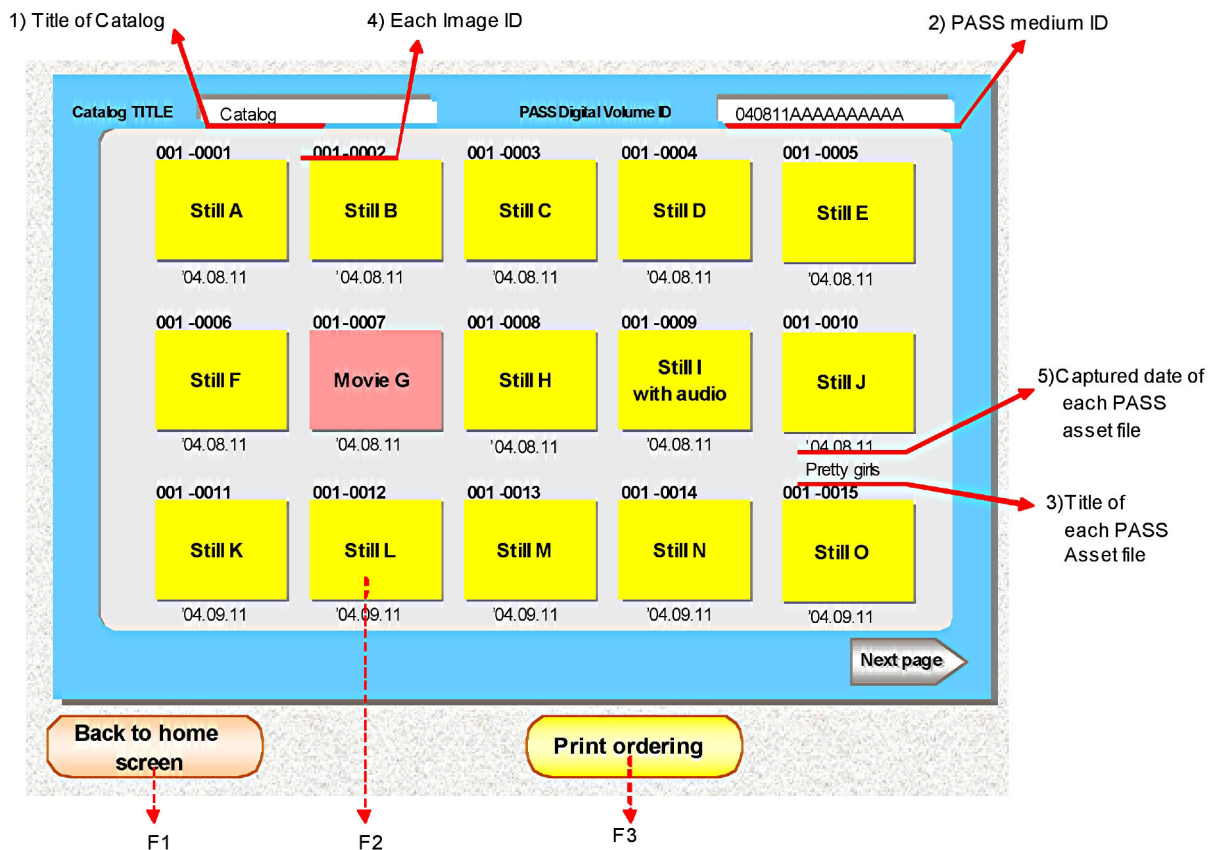 1) Title of Catalog
4) Each Image ID
2) PASS medium ID
Catalog TITLE
Catalog
PASS Digital Volume ID
040811AAAAAAAAAA
001 -0001
001 -0002
001 -0003
001 -0004
001 -0005
Still A
Still B
Still C
Still D
Still E
'04.08.11
'04.08.11
'04.08.11
'04.08.11
'04.08.11
001 -0006
001 -0007
001 -0008
001 -0009
001 -0010
Still F
Movie G
Still H
Still I
with audio
Still J
'04.08.11
'04.08.11
'04.08.11
'04.08.11
'04.08.11
5)Captured date of
each PASS
asset file
Pretty girls
001 -0011
001 -0012
001 -0013
001 -0014
001 -0015
3)Title of
each PASS
Asset file
Still K
Still L
Still M
Still N
Still O
'04.09.11
'04.09.11
'04.09.11
'04.09.11
'04.09.11
Next page
Back to home
screen
Print ordering
F1
F2
F3